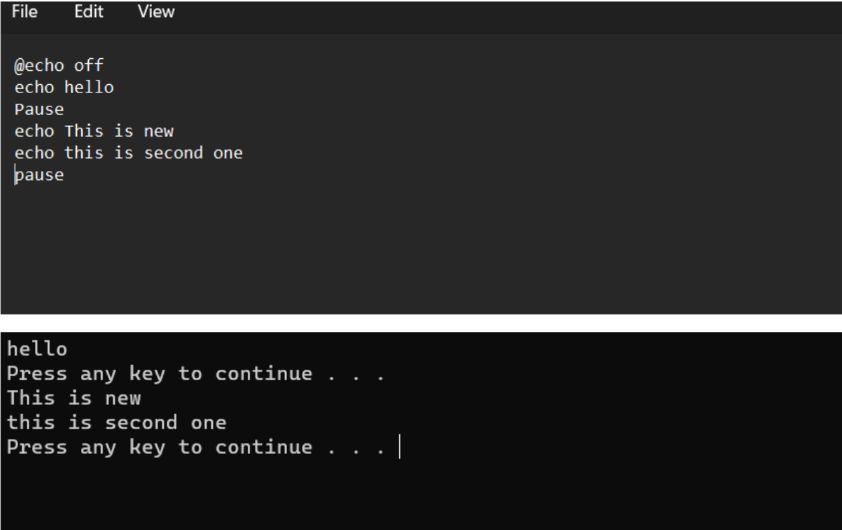 File Edit View
@echo off
echo hello
Pause
echo This is new
echo this is second one
pause
hello
Press any key to continue . . .
This is new
this is second one
Press any key to continue . . .